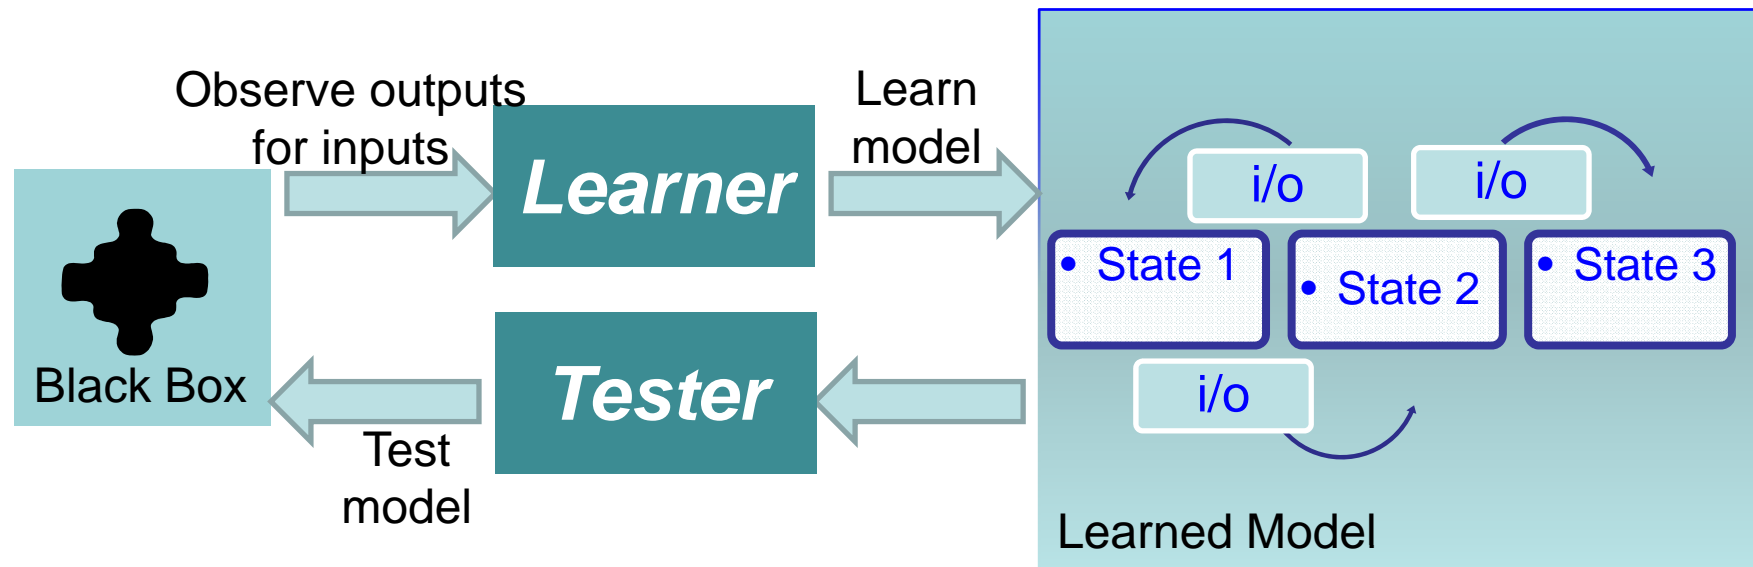 Observe outputs
for inputs
Learner
Learn
model
i/o
i/o
• State 1
• State 2
• State 3
i/o
Learned Model
Tester
Test
model
Black Box